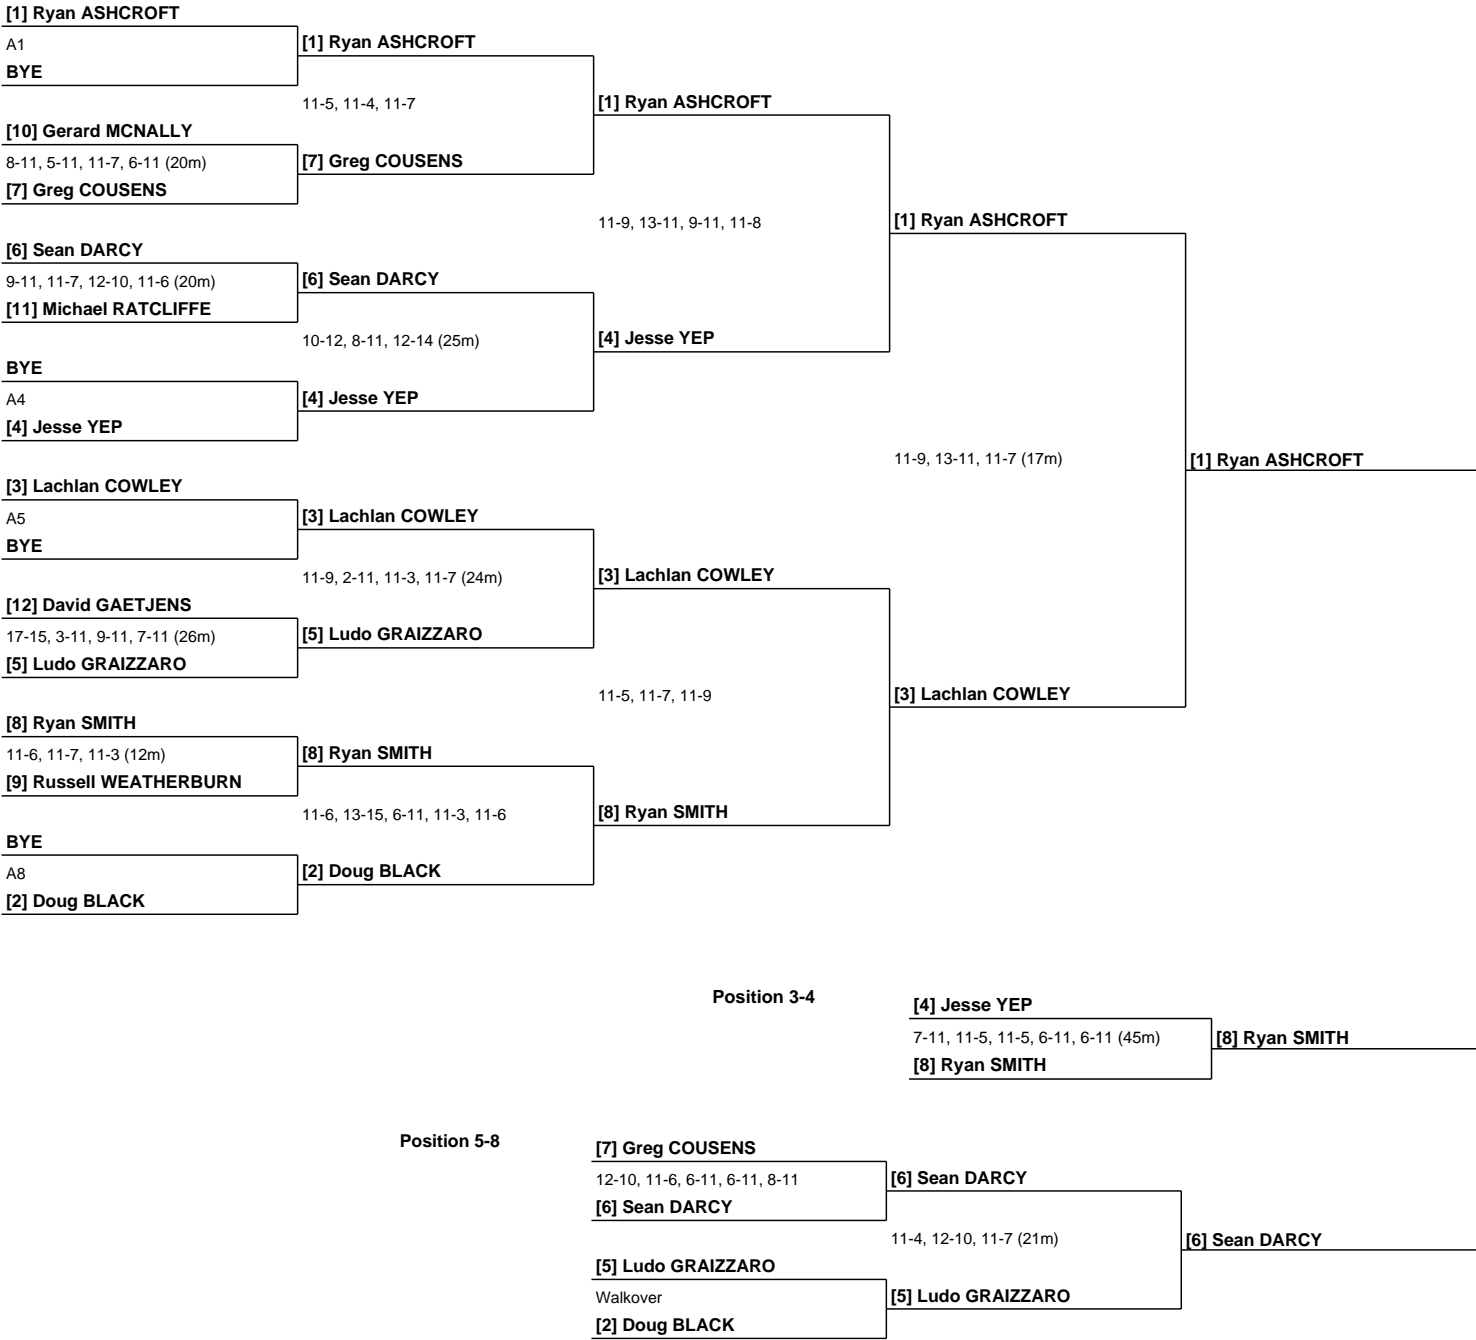 [1] Ryan ASHCROFT
A1
BYE
[10] Gerard MCNALLY
8-11, 5-11, 11-7, 6-11 (20m)
[7] Greg COUSENS
[6] Sean DARCY
9-11, 11-7, 12-10, 11-6 (20m)
[11] Michael RATCLIFFE
BYE
A4
[4] Jesse YEP
[3] Lachlan COWLEY
A5
BYE
[12] David GAETJENS
17-15, 3-11, 9-11, 7-11 (26m)
[5] Ludo GRAIZZARO
[8] Ryan SMITH
11-6, 11-7, 11-3 (12m)
[9] Russell WEATHERBURN
BYE
A8
[2] Doug BLACK
[1] Ryan ASHCROFT
11-5, 11-4, 11-7
[7] Greg COUSENS
[6] Sean DARCY
10-12, 8-11, 12-14 (25m)
[4] Jesse YEP
[3] Lachlan COWLEY
11-9, 2-11, 11-3, 11-7 (24m)
[5] Ludo GRAIZZARO
[8] Ryan SMITH
11-6, 13-15, 6-11, 11-3, 11-6
[2] Doug BLACK
[1] Ryan ASHCROFT
11-9, 13-11, 9-11, 11-8
[4] Jesse YEP
[3] Lachlan COWLEY
11-5, 11-7, 11-9
[8] Ryan SMITH
[1] Ryan ASHCROFT
11-9, 13-11, 11-7 (17m)
[3] Lachlan COWLEY
[1] Ryan ASHCROFT
Position 3-4
[4] Jesse YEP
7-11, 11-5, 11-5, 6-11, 6-11 (45m)
[8] Ryan SMITH
[8] Ryan SMITH
Position 5-8
[7] Greg COUSENS
12-10, 11-6, 6-11, 6-11, 8-11
[6] Sean DARCY
[5] Ludo GRAIZZARO
Walkover
[2] Doug BLACK
[6] Sean DARCY
11-4, 12-10, 11-7 (21m)
[5] Ludo GRAIZZARO
[6] Sean DARCY